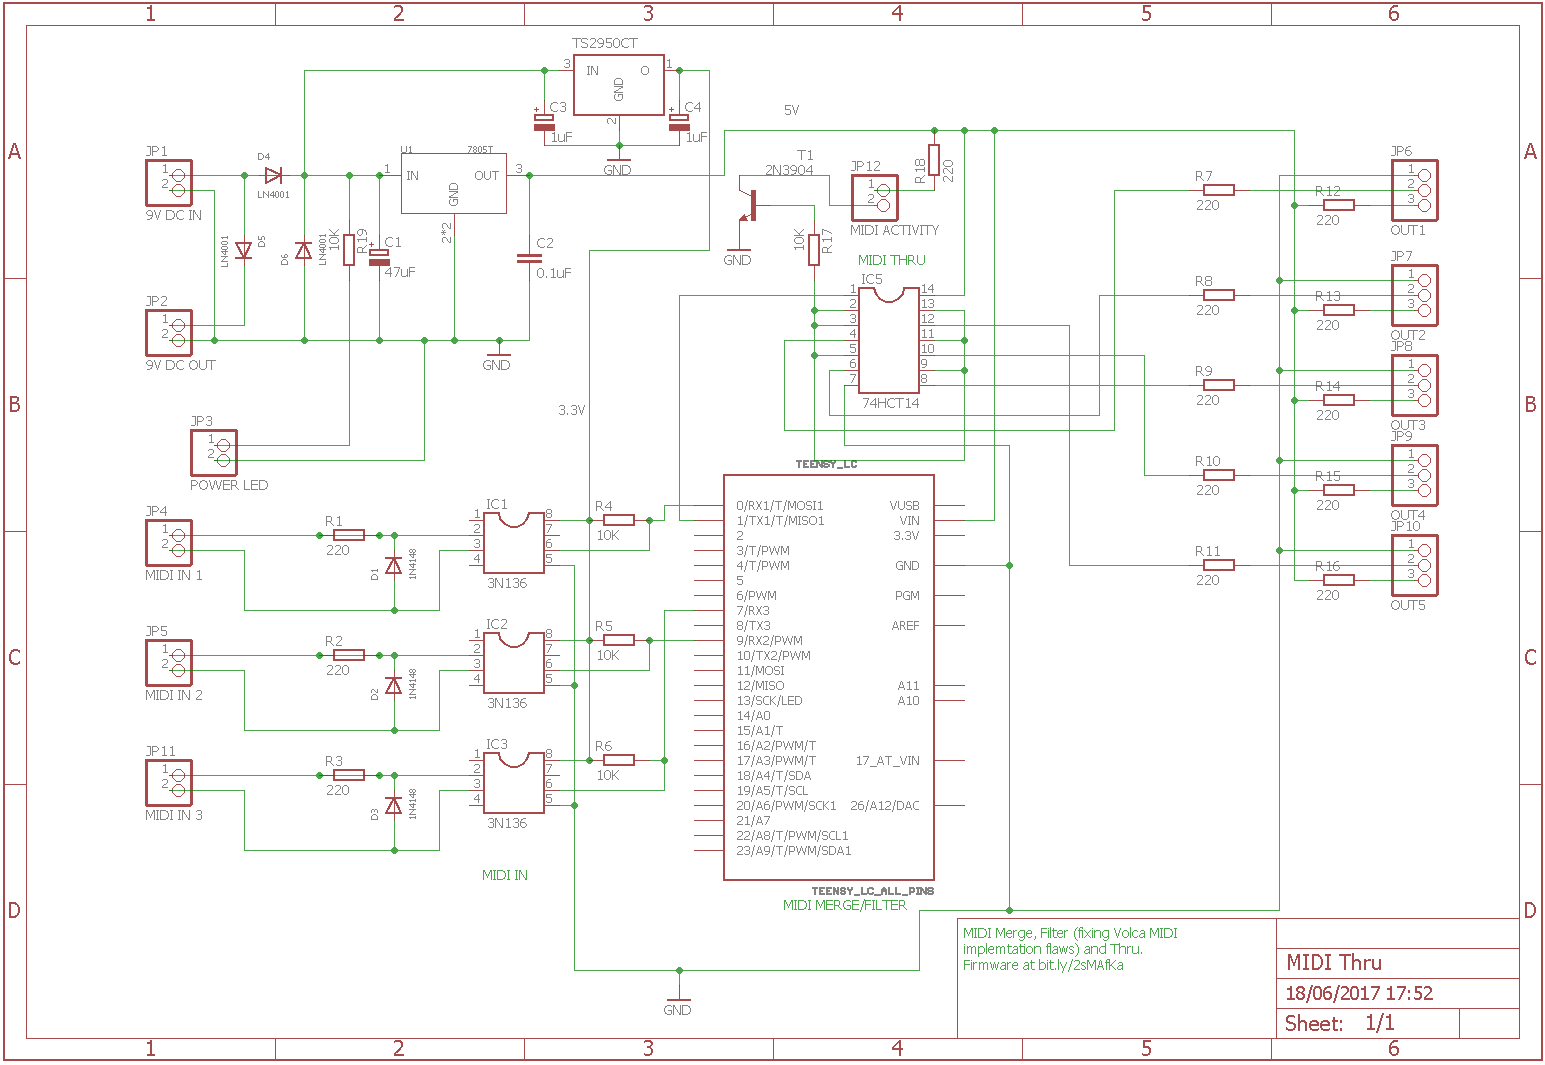 1 2 3 4 5 6
A
B
C
D
TS2950CT
3 IN O 1
GND
2
C3
+
1uF
C4
+
1uF
GND
5V
JP1
1
2
9V DC IN
D4
LN4001
U1 7805T
1 IN OUT 3
GND
2*2
LN4001
D5
D6
LN4001
10K
R19
C1
+
47uF
C2
0.1uF
GND
JP2
1
2
9V DC OUT
JP3
1
2
POWER LED
3.3V
T1
2N3904
GND
JP12
1
2
MIDI ACTIVITY
R18
220
10K
R17
MIDI THRU
IC5
1 14
2 13
3 12
4 11
5 10
6 9
7 8
74HCT14
R7
220
R8
220
R9
220
R10
220
R11
220
R12
220
R13
220
R14
220
R15
220
R16
220
JP6
1
2
3
OUT1
JP7
1
2
3
OUT2
JP8
1
2
3
OUT3
JP9
1
2
3
OUT4
JP10
1
2
3
OUT5
JP4
1
2
MIDI IN 1
R1
220
D1
1N4148
IC1
1 8
2 7
3 6
4 5
3N136
R4
10K
JP5
1
2
MIDI IN 2
R2
220
D2
1N4148
IC2
1 8
2 7
3 6
4 5
3N136
R5
10K
JP11
1
2
MIDI IN 3
R3
220
D3
1N4148
IC3
1 8
2 7
3 6
4 5
3N136
R6
10K
MIDI IN
TEENSY_LC
0/RX1/T/MOSI1 VUSB
1/TX1/T/MISO1 VIN
2 3.3V
3/T/PWM
4/T/PWM GND
5
6/PWM PGM
7/RX3
8/TX3 AREF
9/RX2/PWM
10/TX2/PWM
11/MOSI
12/MISO A11
13/SCK/LED A10
14/A0
15/A1/T
16/A2/PWM/T
17/A3/PWM/T 17_AT_VIN
18/A4/T/SDA
19/A5/T/SCL
20/A6/PWM/SCK1 26/A12/DAC
21/A7
22/A8/T/PWM/SCL1
23/A9/T/PWM/SDA1
TEENSY_LC_ALL_PINS
MIDI MERGE/FILTER
GND
MIDI Merge, Filter (fixing Volca MIDI
implemtation flaws) and Thru.
Firmware at bit.ly/2sMAfKa
MIDI Thru
18/06/2017 17:52
Sheet: 1/1
A
B
C
D
1 2 3 4 5 6